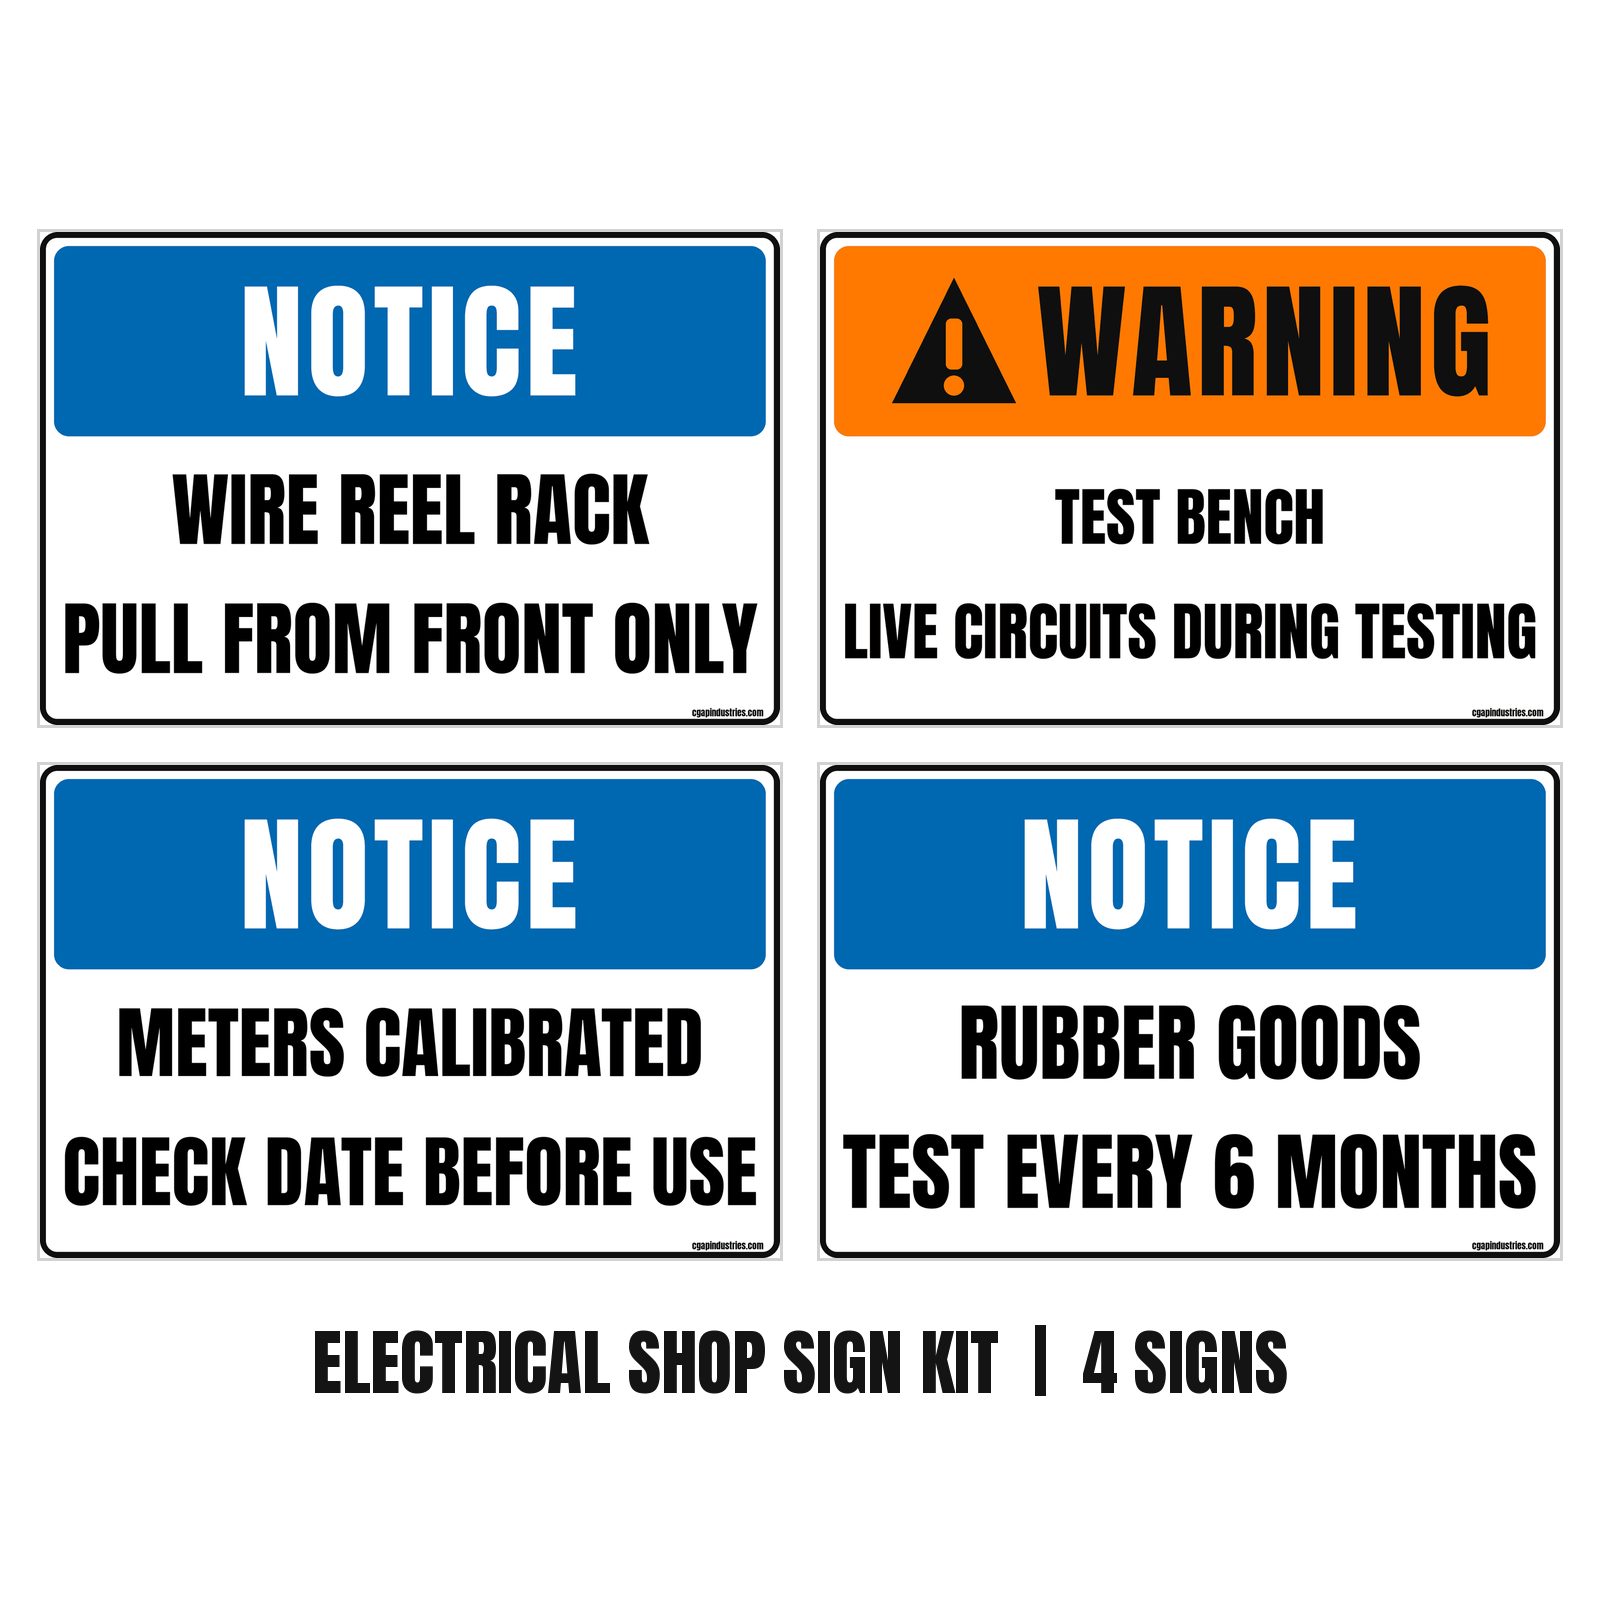 NOTICE
WIRE REEL RACK
PULL FROM FRONT ONLY
cgapindustries.com
WARNING
TEST BENCH
LIVE CIRCUITS DURING TESTING
cgapindustries.com
NOTICE
METERS CALIBRATED
CHECK DATE BEFORE USE
cgapindustries.com
NOTICE
RUBBER GOODS
TEST EVERY 6 MONTHS
cgapindustries.com
ELECTRICAL SHOP SIGN KIT | 4 SIGNS